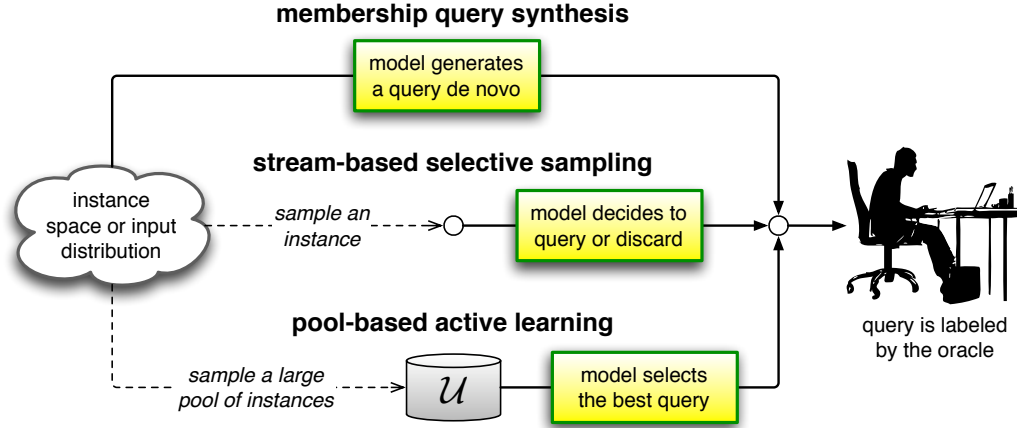 membership query synthesis
model generates
a query de novo
stream-based selective sampling
instance
space or input
distribution
sample an
instance
model decides to
query or discard
pool-based active learning
sample a large
pool of instances
U
model selects
the best query
query is labeled
by the oracle